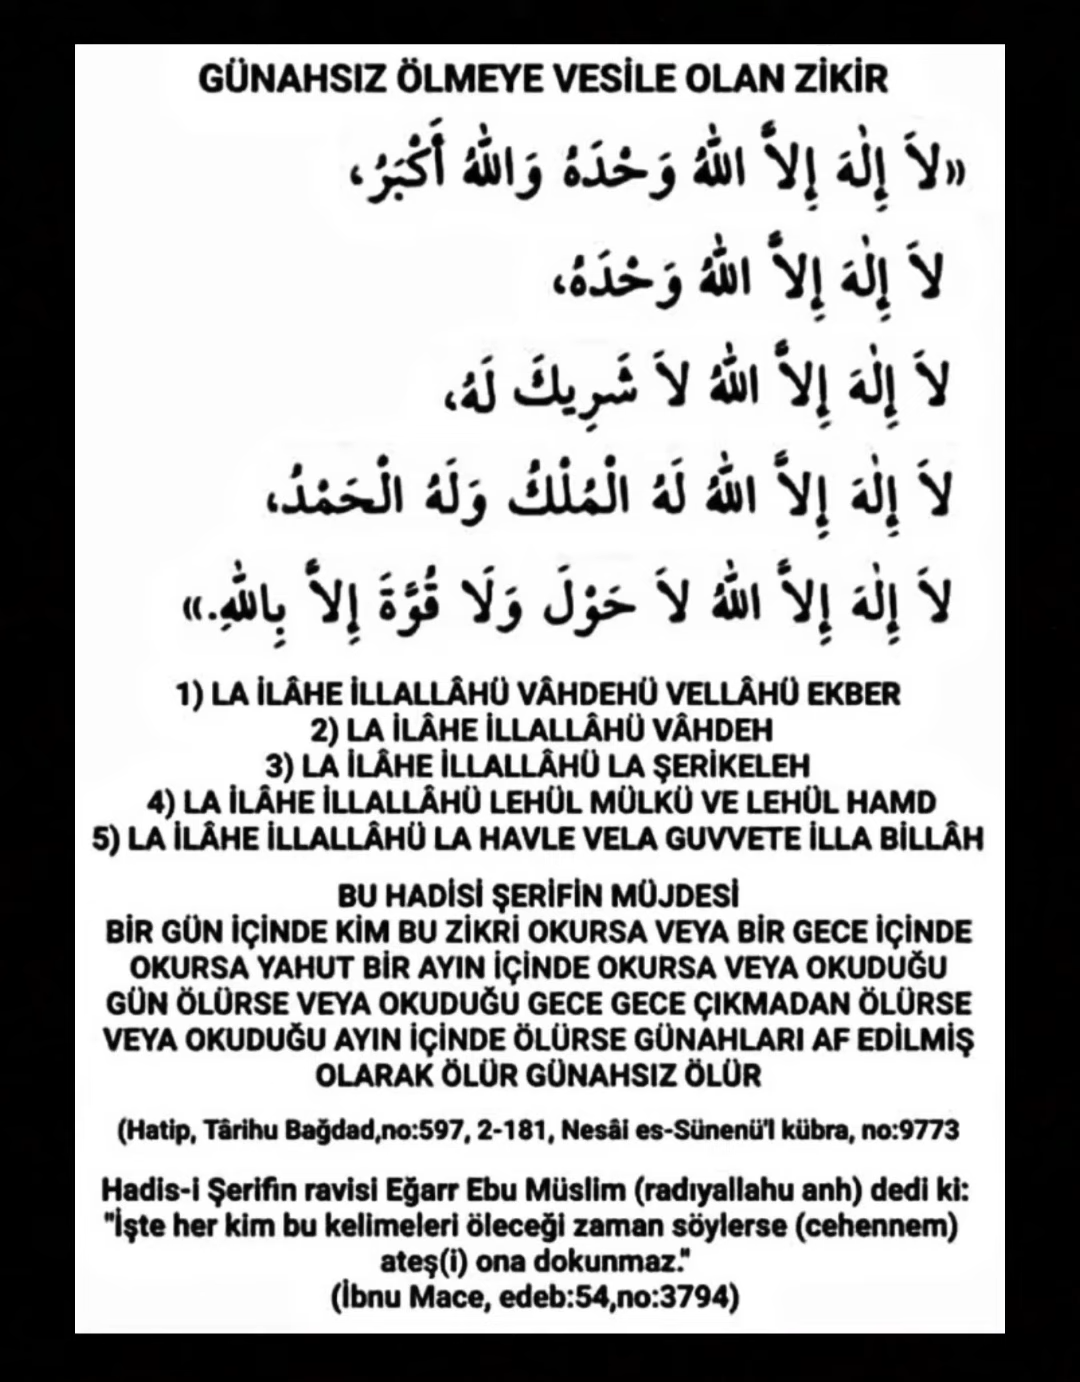 GÜNAHSIZ ÖLMEYE VESİLE OLAN ZİKİR
«لاَ إِلٰهَ إِلاَّ اللهُ وَحْدَهُ وَاللهُ أَكْبَرُ،
لاَ إِلٰهَ إِلاَّ اللهُ وَحْدَهُ،
لاَ إِلٰهَ إِلاَّ اللهُ لاَ شَرِيكَ لَهُ،
لاَ إِلٰهَ إِلاَّ اللهُ لَهُ الْمُلْكُ وَلَهُ الْحَمْدُ،
لاَ إِلٰهَ إِلاَّ اللهُ لاَ حَوْلَ وَلَا قُوَّةَ إِلاَّ بِاللهِ.»
1) LA İLÂHE İLLALLÂHÜ VÂHDEHÜ VELLÂHÜ EKBER
2) LA İLÂHE İLLALLÂHÜ VÂHDEH
3) LA İLÂHE İLLALLÂHÜ LA ŞERİKELEH
4) LA İLÂHE İLLALLÂHÜ LEHÜL MÜLKÜ VE LEHÜL HAMD
5) LA İLÂHE İLLALLÂHÜ LA HAVLE VELA GUVVETE İLLA BİLLÂH
BU HADİSİ ŞERİFİN MÜJDESİ
BİR GÜN İÇİNDE KİM BU ZİKRİ OKURSA VEYA BİR GECE İÇİNDE
OKURSA YAHUT BİR AYIN İÇİNDE OKURSA VEYA OKUDUĞU
GÜN ÖLÜRSE VEYA OKUDUĞU GECE GECE ÇIKMADAN ÖLÜRSE
VEYA OKUDUĞU AYIN İÇİNDE ÖLÜRSE GÜNAHLARI AF EDİLMİŞ
OLARAK ÖLÜR GÜNAHSIZ ÖLÜR
(Hatip, Târihu Bağdad,no:597, 2-181, Nesâi es-Sünenü'l kübra, no:9773
Hadis-i Şerifin ravisi Eğarr Ebu Müslim (radıyallahu anh) dedi ki:
"İşte her kim bu kelimeleri öleceği zaman söylerse (cehennem)
ateş(i) ona dokunmaz."
(İbnu Mace, edeb:54,no:3794)